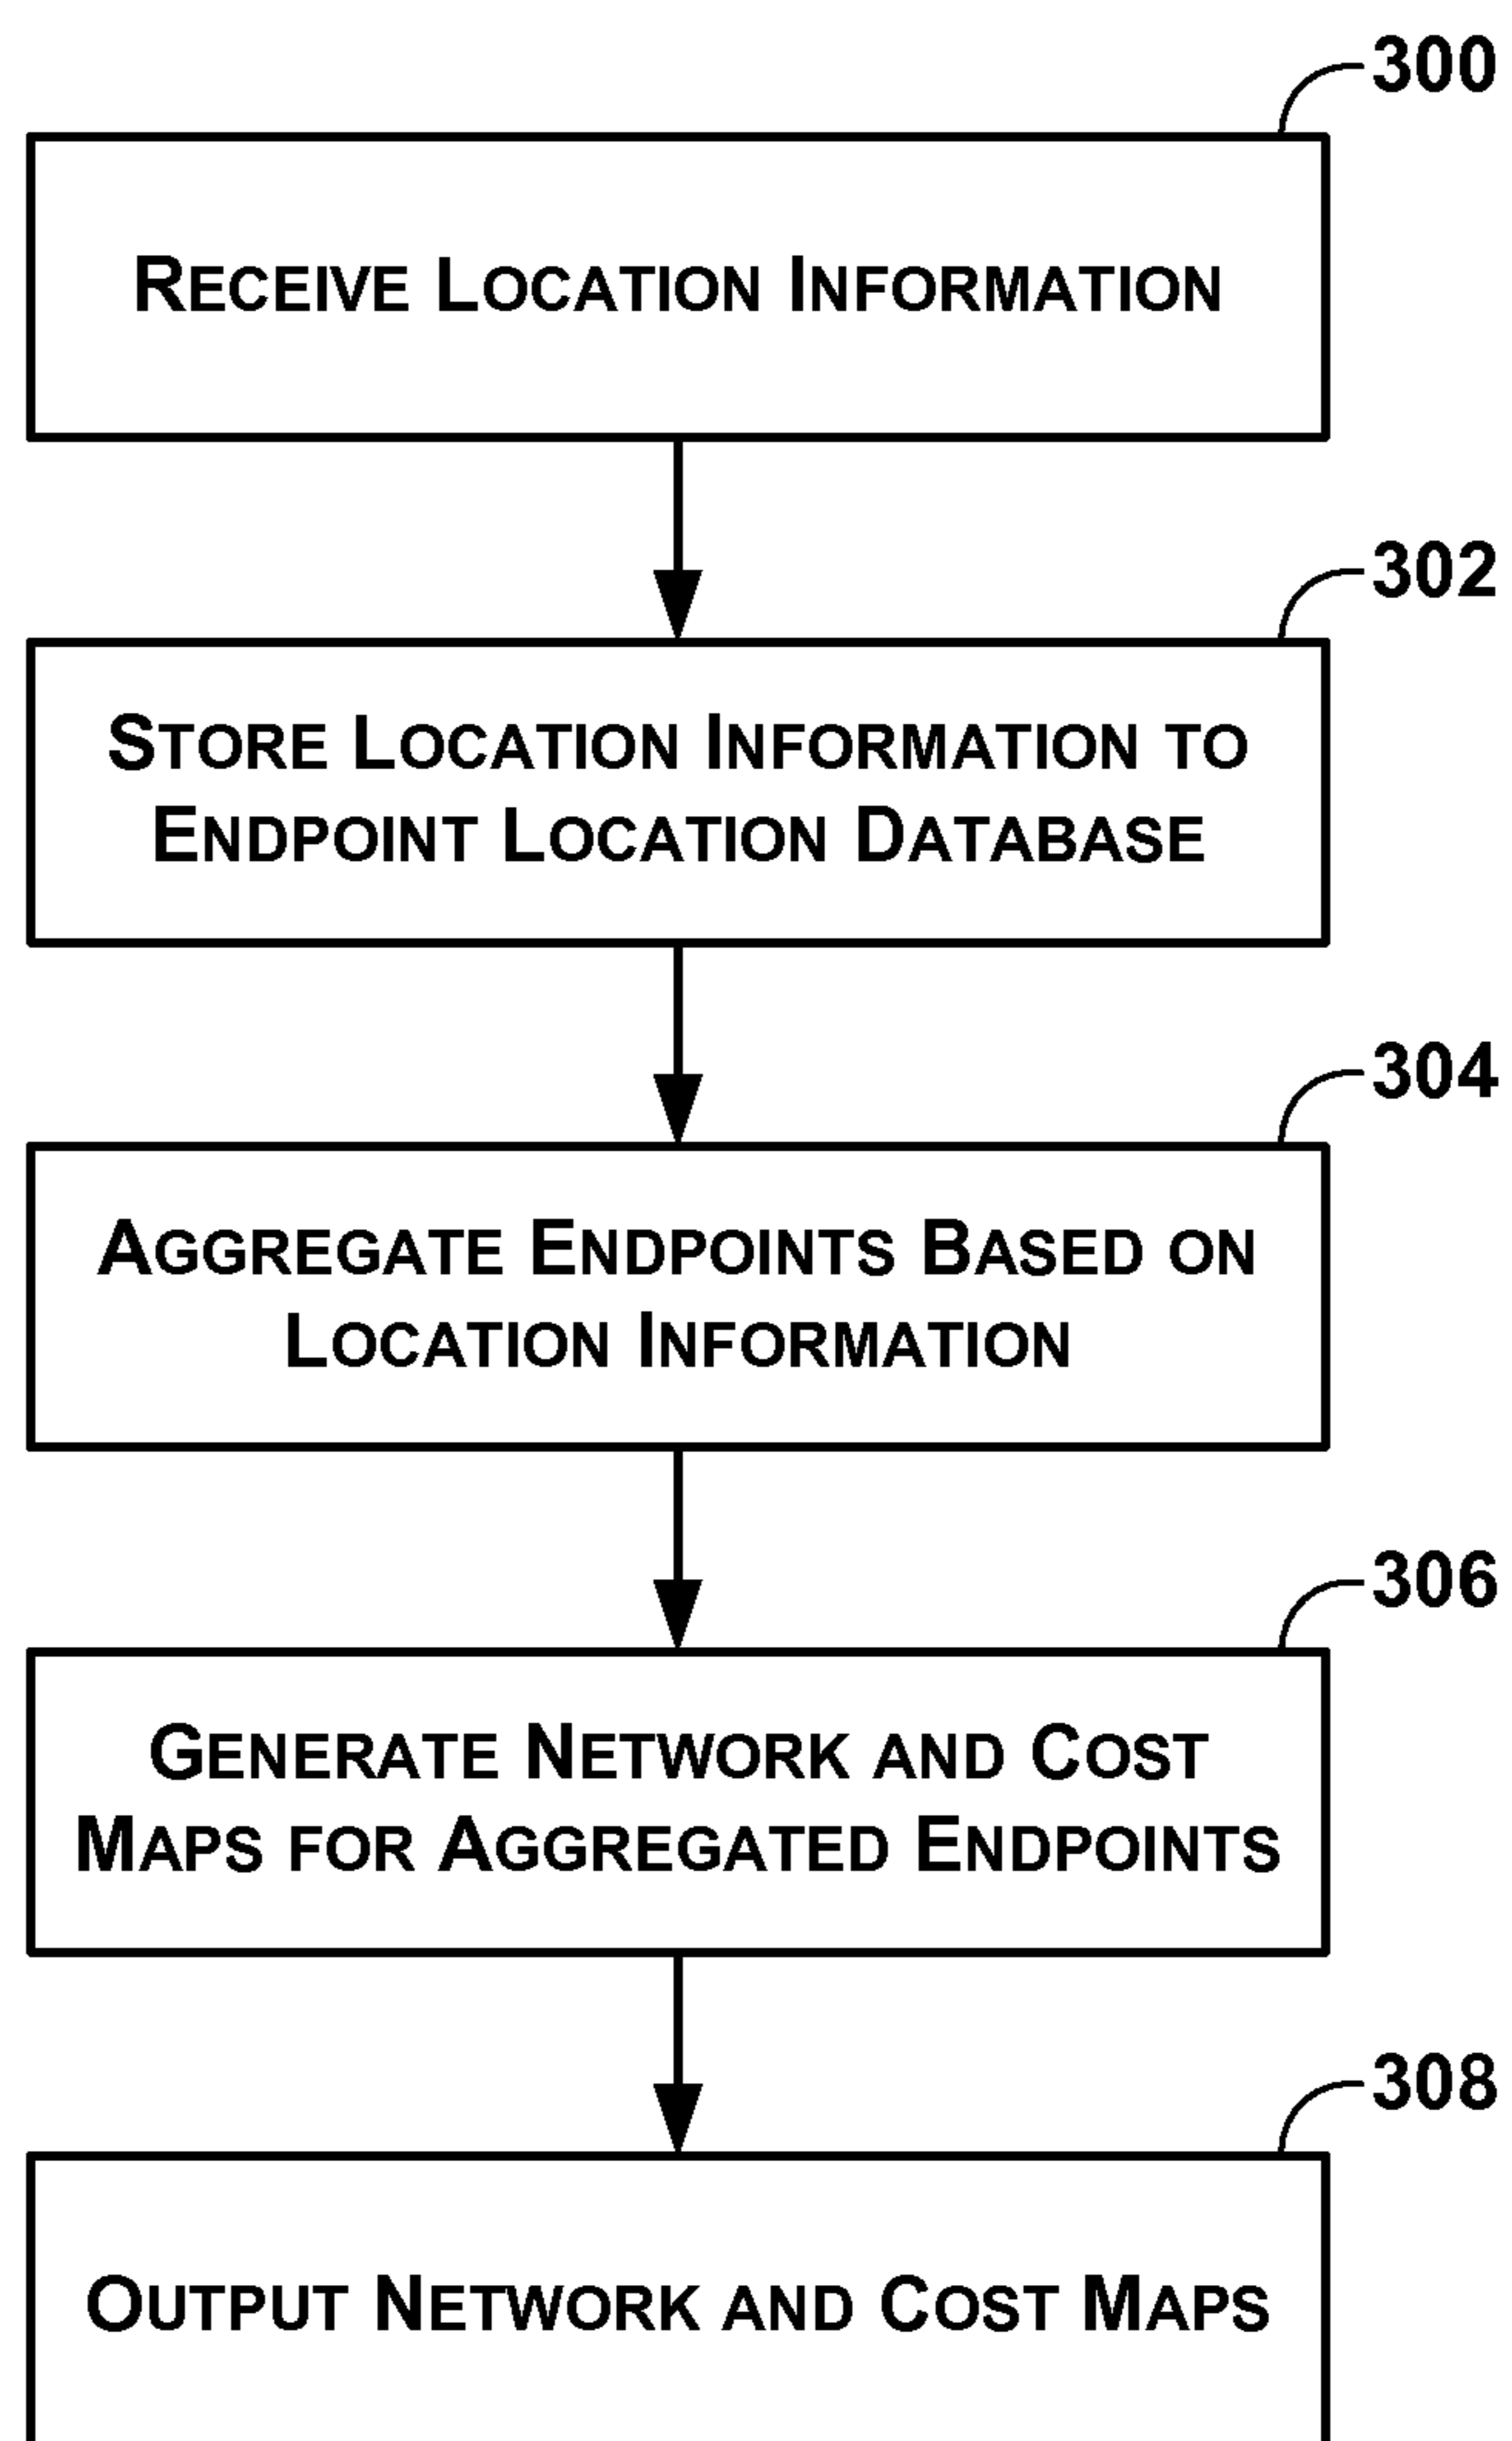 300
RECEIVE LOCATION INFORMATION
302
STORE LOCATION INFORMATION TO
ENDPOINT LOCATION DATABASE
304
AGGREGATE ENDPOINTS BASED ON
LOCATION INFORMATION
306
GENERATE NETWORK AND COST
MAPS FOR AGGREGATED ENDPOINTS
308
OUTPUT NETWORK AND COST MAPS